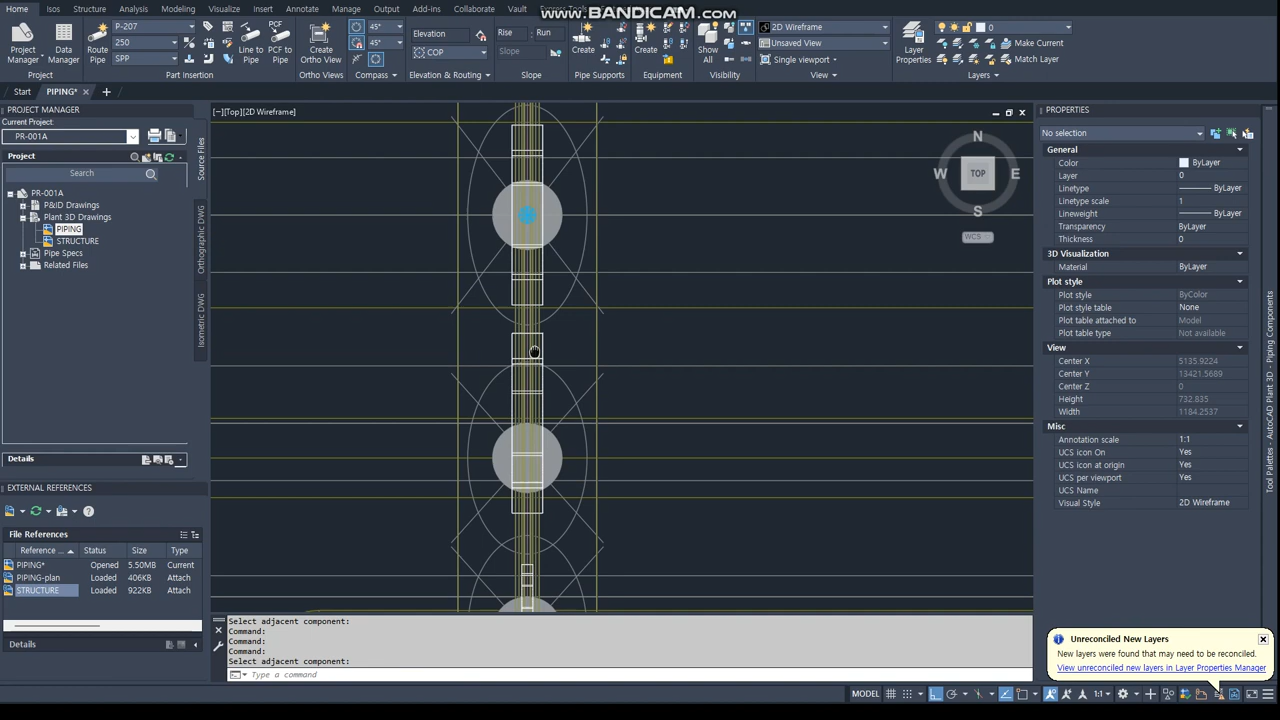 www.BANDICAM.com
Home Isos Structure Analysis Modeling Visualize Insert Annotate Manage Output Add-ins Collaborate Vault
Project Manager
Data Manager
Project
Route Pipe
P-207
250
SPP
Line to Pipe
PCF to Pipe
Part Insertion
Create Ortho View
Ortho Views
45°
45°
Compass
Elevation
COP
Elevation & Routing
Rise Run
Slope
Slope
Create
Pipe Supports
Create
Equipment
Show All
Visibility
2D Wireframe
Unsaved View
Single viewport
View
Layer Properties
0
Make Current
Match Layer
Layers
Start PIPING*
PROJECT MANAGER
PR-001A
Project
Search
PR-001A
P&ID Drawings
Plant 3D Drawings
PIPING
STRUCTURE
Pipe Specs
Related Files
Source Files
Orthographic DWG
Isometric DWG
Details
EXTERNAL REFERENCES
File References
Reference ... Status Size Type
PIPING* Opened 5.50MB Current
PIPING-plan Loaded 406KB Attach
STRUCTURE Loaded 922KB Attach
Details
[−][Top][2D Wireframe]
N
W TOP E
S
WCS
Select adjacent component:
Command:
Command:
Command:
Select adjacent component:
Type a command
PROPERTIES
No selection
General
Color ByLayer
Layer 0
Linetype ByLayer
Linetype scale 1
Lineweight ByLayer
Transparency ByLayer
Thickness 0
3D Visualization
Material ByLayer
Plot style
Plot style ByColor
Plot style table None
Plot table attached to Model
Plot table type Not available
View
Center X 5135.9224
Center Y 13421.5689
Center Z 0
Height 732.835
Width 1184.2537
Misc
Annotation scale 1:1
UCS icon On Yes
UCS icon at origin Yes
UCS per viewport Yes
UCS Name
Visual Style 2D Wireframe
Tool Palettes - AutoCAD Plant 3D - Piping Components
Unreconciled New Layers
New layers were found that may need to be reconciled.
View unreconciled new layers in Layer Properties Manager
MODEL 1:1